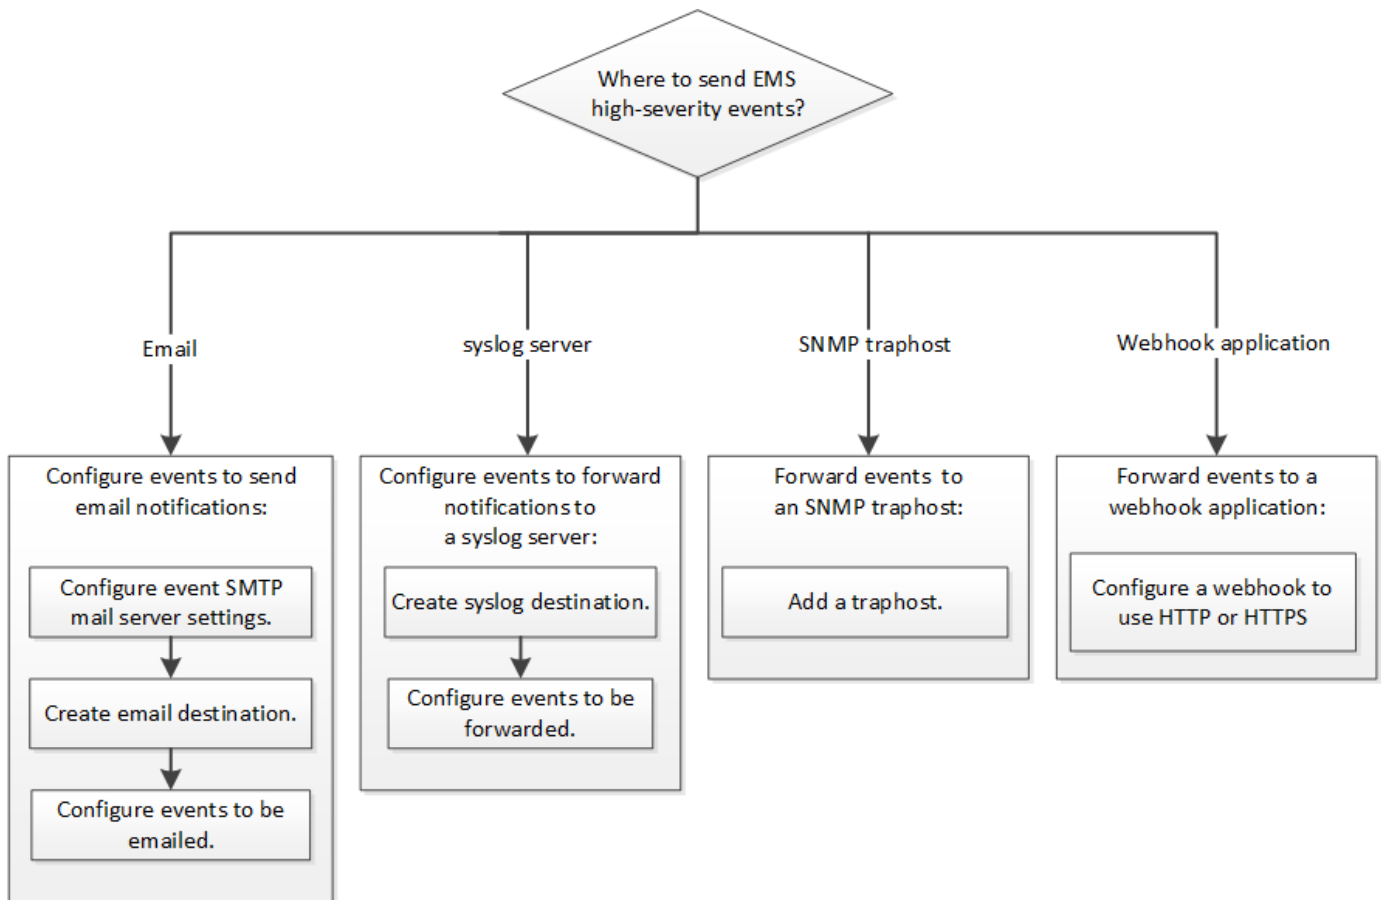 Where to send EMS
high-severity events?
Email
syslog server
SNMP traphost
Webhook application
Configure events to send
email notifications:
Configure event SMTP
mail server settings.
Create email destination.
Configure events to be
emailed.
Configure events to forward
notifications to
a syslog server:
Create syslog destination.
Configure events to be
forwarded.
Forward events to
an SNMP traphost:
Add a traphost.
Forward events to a
webhook application:
Configure a webhook to
use HTTP or HTTPS